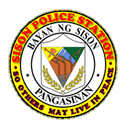 SISON POLICE STATION
BAYAN NG SISON
PANGASINAN
SO OTHERS MAY LIVE IN PEACE